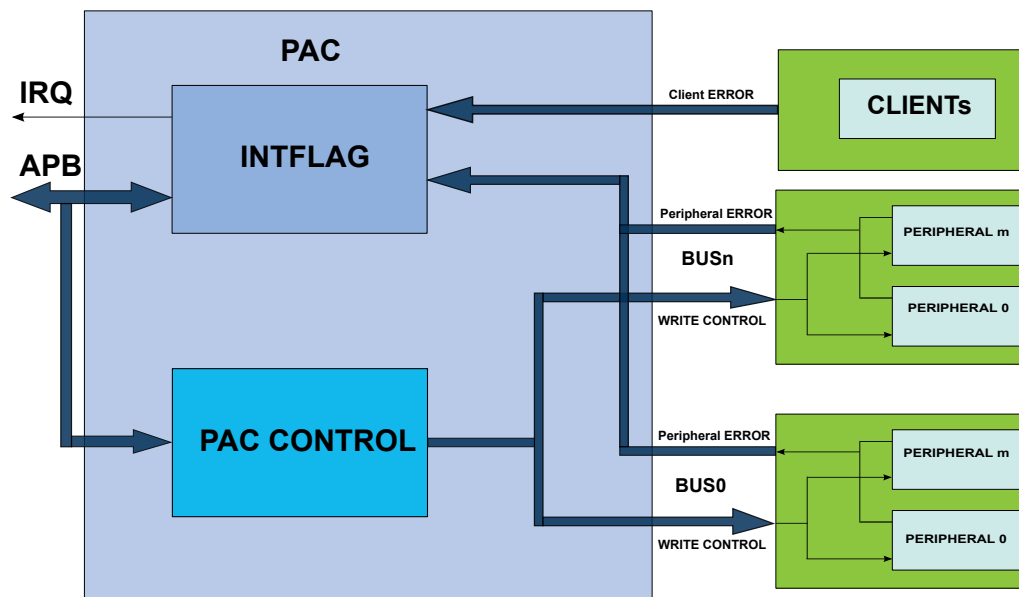 PAC
IRQ
APB
INTFLAG
PAC CONTROL
Client ERROR
CLIENTs
Peripheral ERROR
BUSn
WRITE CONTROL
PERIPHERAL m
PERIPHERAL 0
Peripheral ERROR
BUS0
WRITE CONTROL
PERIPHERAL m
PERIPHERAL 0